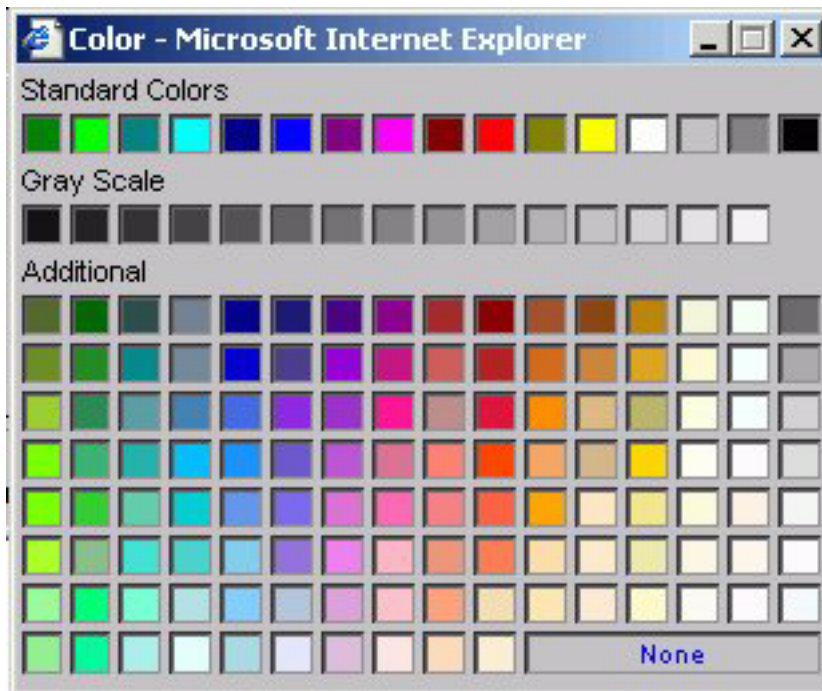 Color - Microsoft Internet Explorer
Standard Colors
Gray Scale
Additional
None